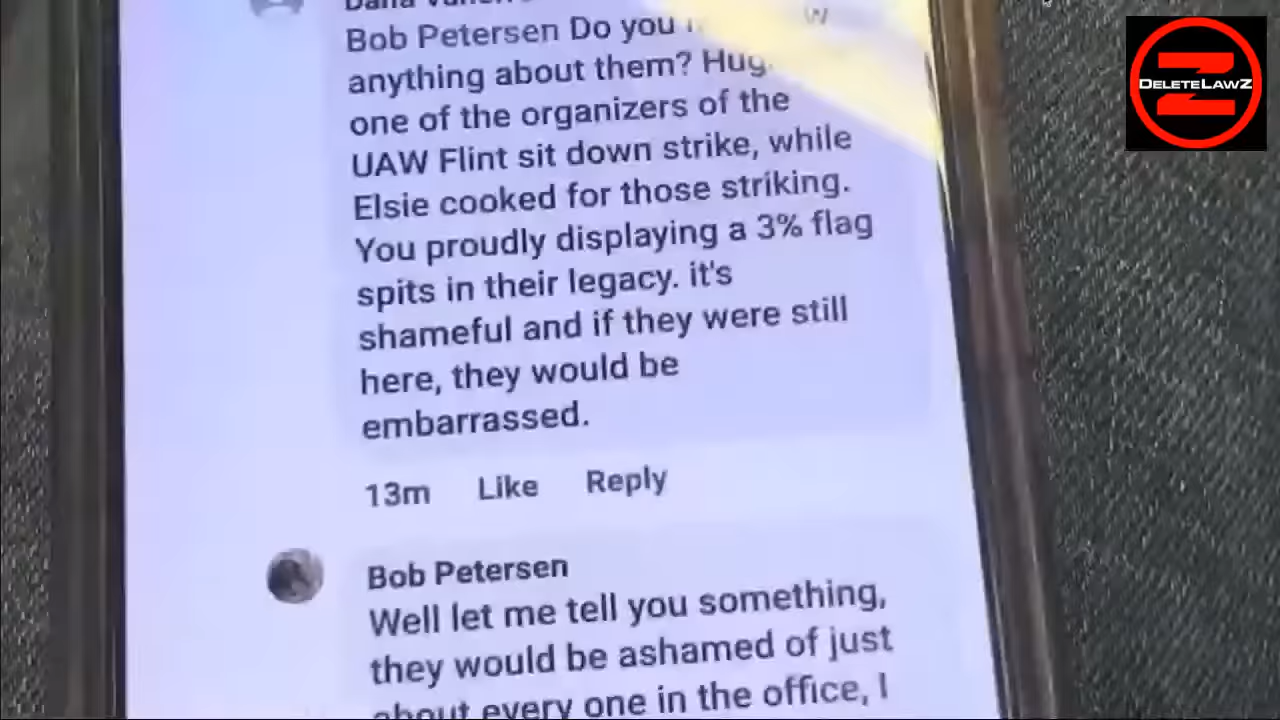 Dana
Bob Petersen Do you
anything about them?
one of the organizers of the
UAW Flint sit down strike, while
Elsie cooked for those striking.
You proudly displaying a 3% flag
spits in their legacy. it's
shameful and if they were still
here, they would be
embarrassed.
13m Like Reply
Bob Petersen
Well let me tell you something,
they would be ashamed of just
about every one in the office, I
DELETELAWZ